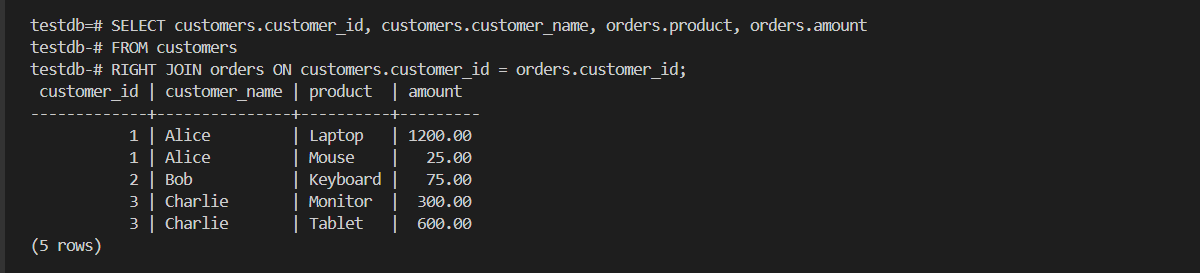 testdb=# SELECT customers.customer_id, customers.customer_name, orders.product, orders.amount
testdb-# FROM customers
testdb-# RIGHT JOIN orders ON customers.customer_id = orders.customer_id;
 customer_id | customer_name | product  | amount
-------------+---------------+----------+---------
           1 | Alice         | Laptop   | 1200.00
           1 | Alice         | Mouse    |   25.00
           2 | Bob           | Keyboard |   75.00
           3 | Charlie       | Monitor  |  300.00
           3 | Charlie       | Tablet   |  600.00
(5 rows)